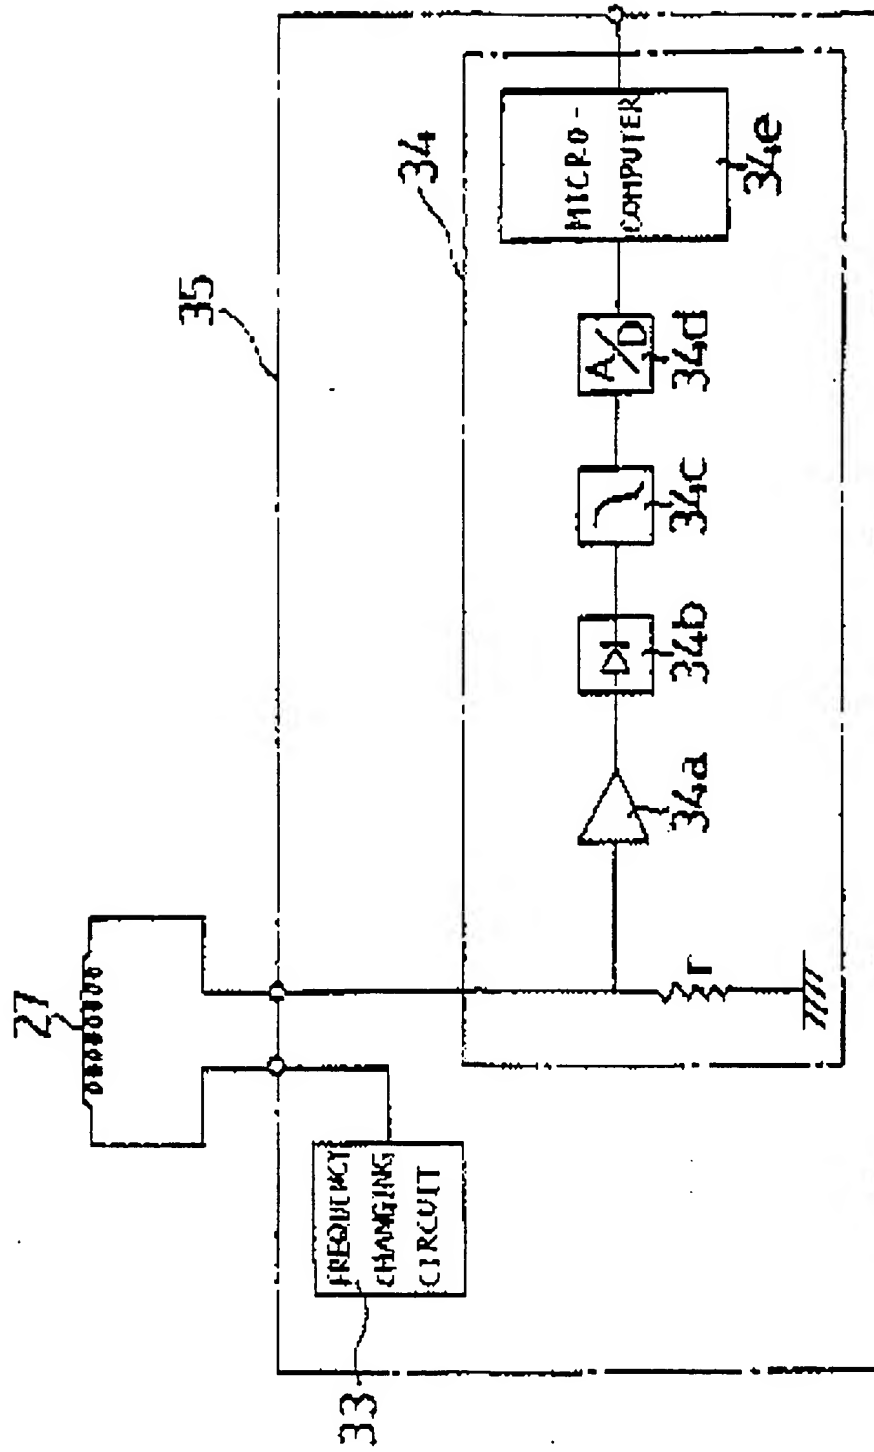 27
35
34
33
FREQUENCY
CHANGING
CIRCUIT
r
34a
34b
34c
A/D
34d
MICRO-
COMPUTER
34e